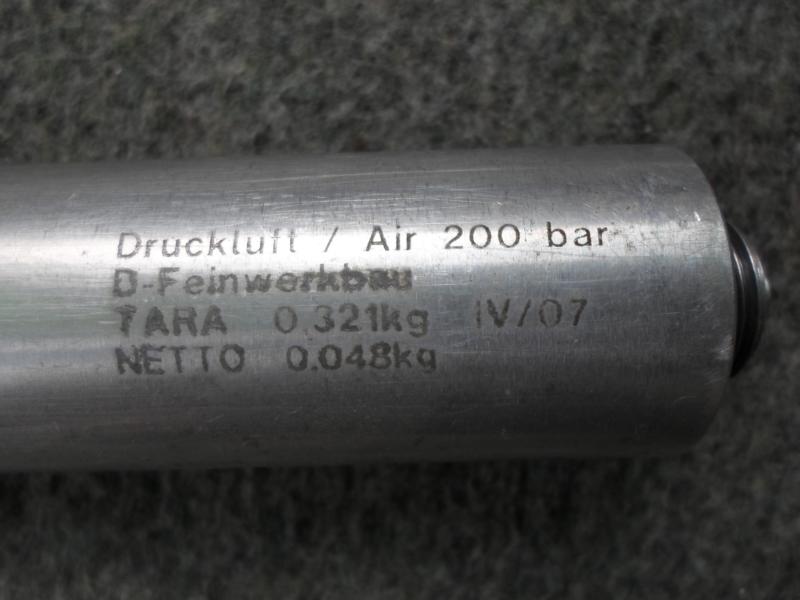 Druckluft / Air 200 bar
D-Feinwerkbau
TARA 0.321kg IV/07
NETTO 0.048kg